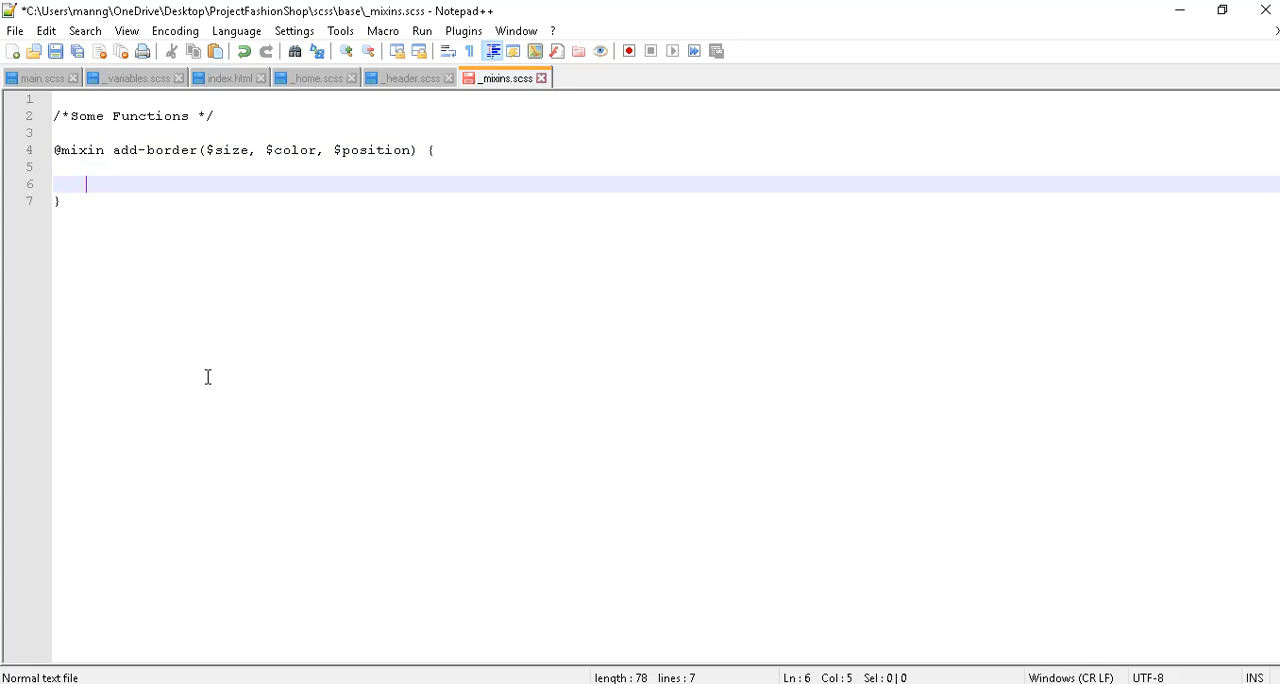 *C:\Users\manng\OneDrive\Desktop\ProjectFashionShop\scss\base\_mixins.scss - Notepad++
File Edit Search View Encoding Language Settings Tools Macro Run Plugins Window ?
main.scss _variables.scss index.html _home.scss _header.scss _mixins.scss
1
2 /*Some Functions */
3
4 @mixin add-border($size, $color, $position) {
5
6
7 }
Normal text file length : 78 lines : 7 Ln : 6 Col : 5 Sel : 0 | 0 Windows (CR LF) UTF-8 INS